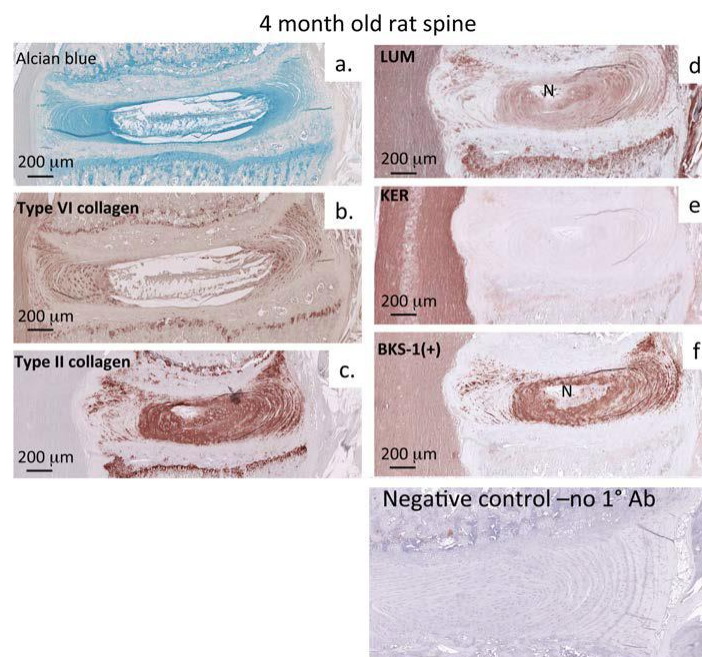 4 month old rat spine
Alcian blue
a.
200 μm
Type VI collagen
b.
200 μm
Type II collagen
c.
200 μm
LUM
d
N
200 μm
KER
e
200 μm
BKS-1(+)
f
N
200 μm
Negative control –no 1° Ab